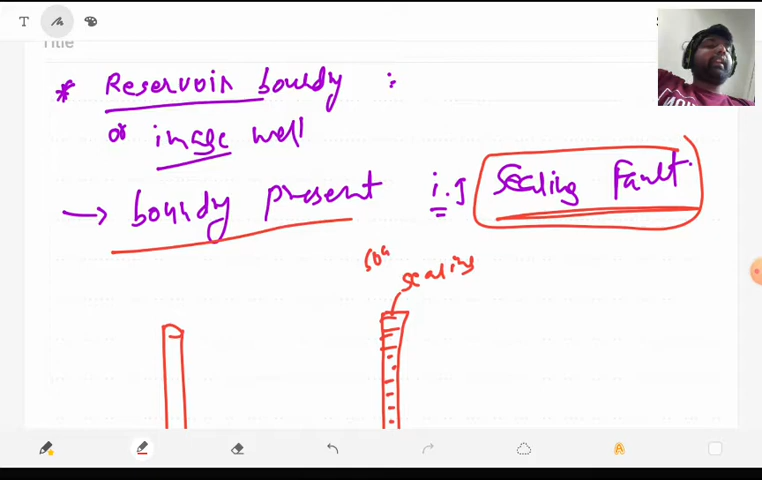 Title
* Reservoir boundy :
or image well
→ boundy present i.e sealing fault.
sealing